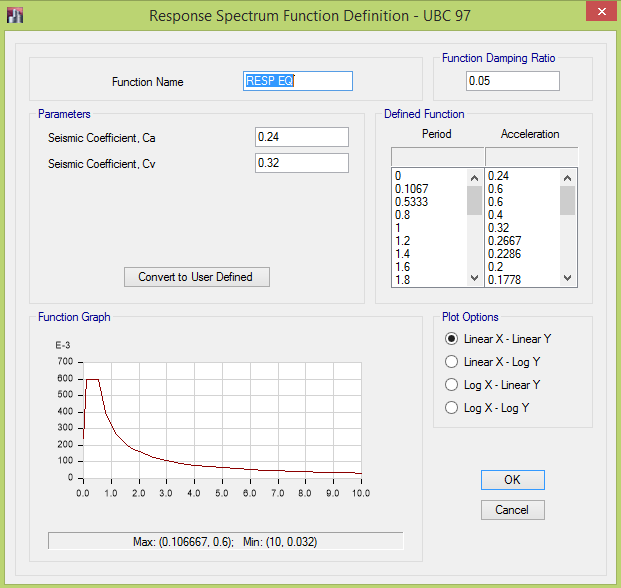 Response Spectrum Function Definition - UBC 97
Function Name
RESP EQ
Function Damping Ratio
0.05
Parameters
Seismic Coefficient, Ca
0.24
Seismic Coefficient, Cv
0.32
Convert to User Defined
Defined Function
Period Acceleration
0 0.24
0.1067 0.6
0.5333 0.6
0.8 0.4
1 0.32
1.2 0.2667
1.4 0.2286
1.6 0.2
1.8 0.1778
Function Graph
E-3
700
600
500
400
300
200
100
0
0.0 1.0 2.0 3.0 4.0 5.0 6.0 7.0 8.0 9.0 10.0
Max: (0.106667, 0.6); Min: (10, 0.032)
Plot Options
Linear X - Linear Y
Linear X - Log Y
Log X - Linear Y
Log X - Log Y
OK
Cancel